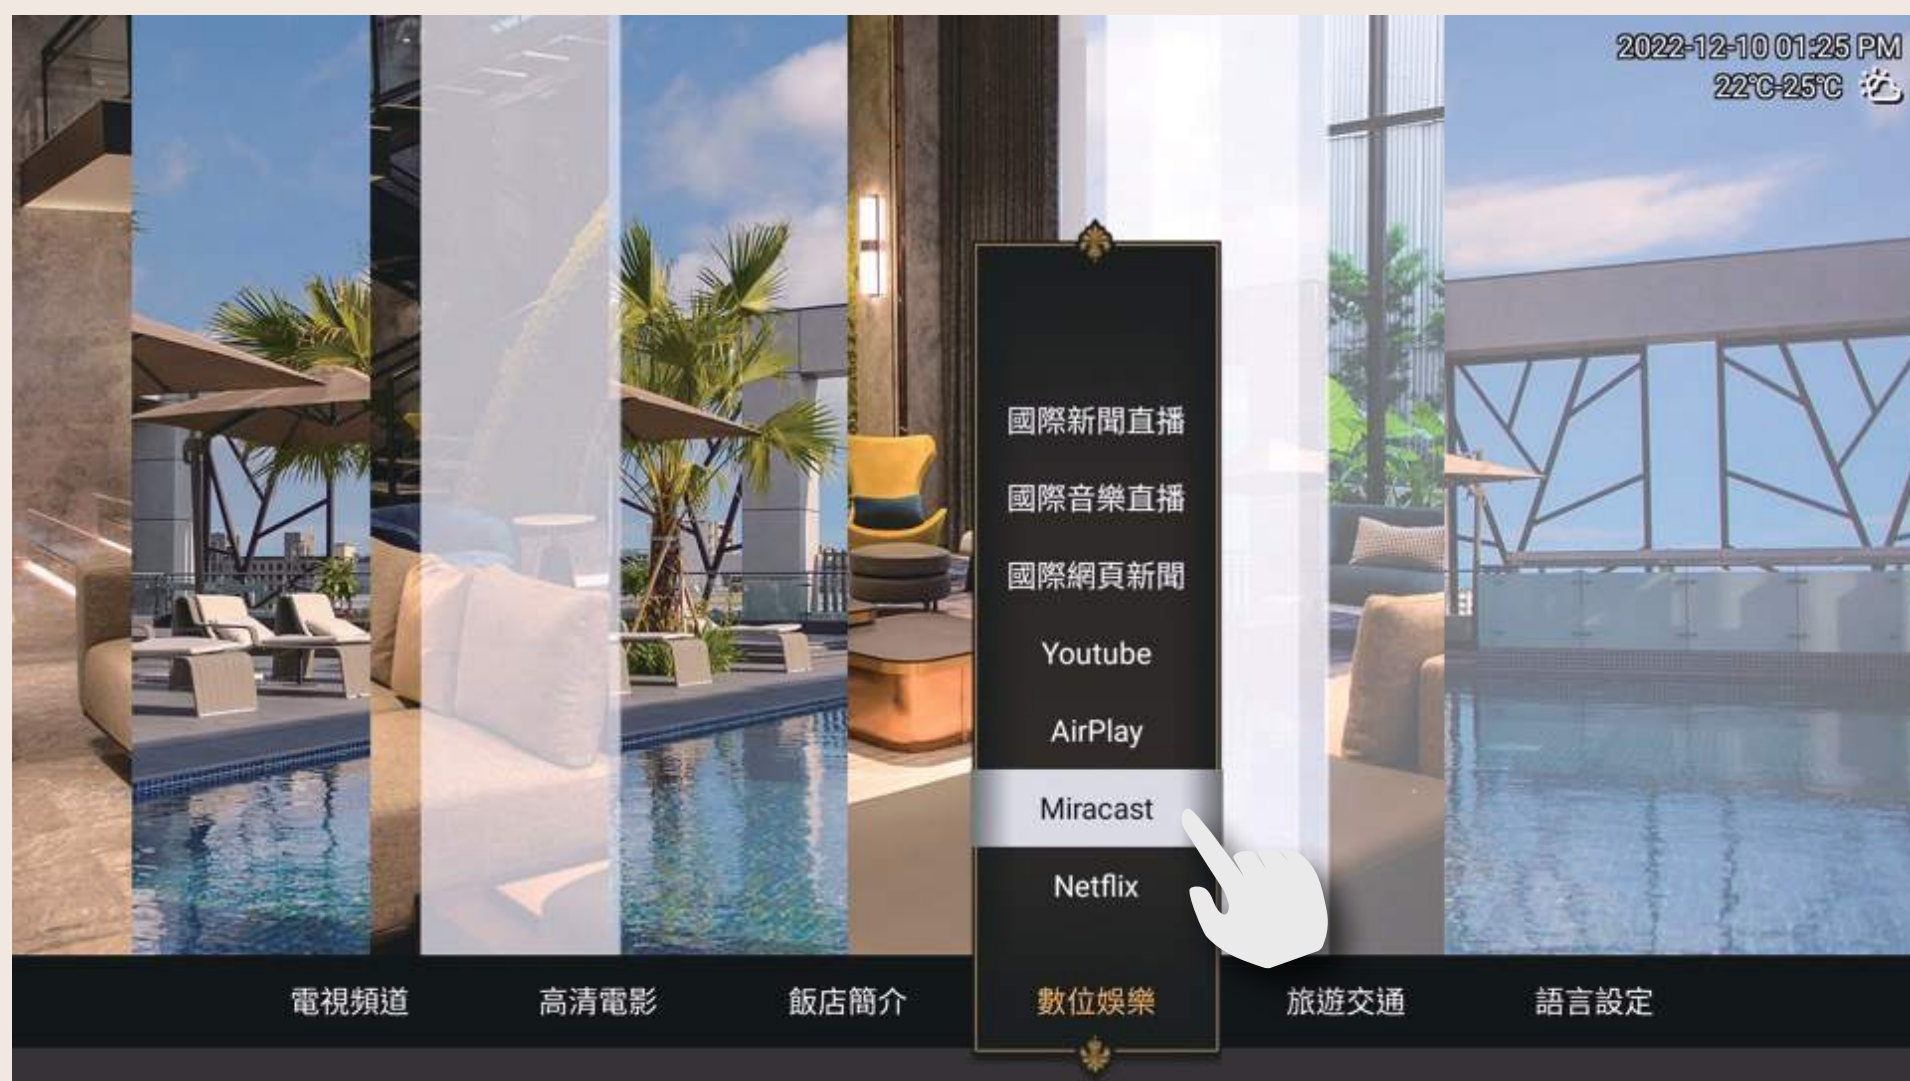 2022-12-10 01:25 PM
22°C-25°C
國際新聞直播
國際音樂直播
國際網頁新聞
Youtube
AirPlay
Miracast
Netflix
電視頻道 高清電影 飯店簡介 數位娛樂 旅遊交通 語言設定